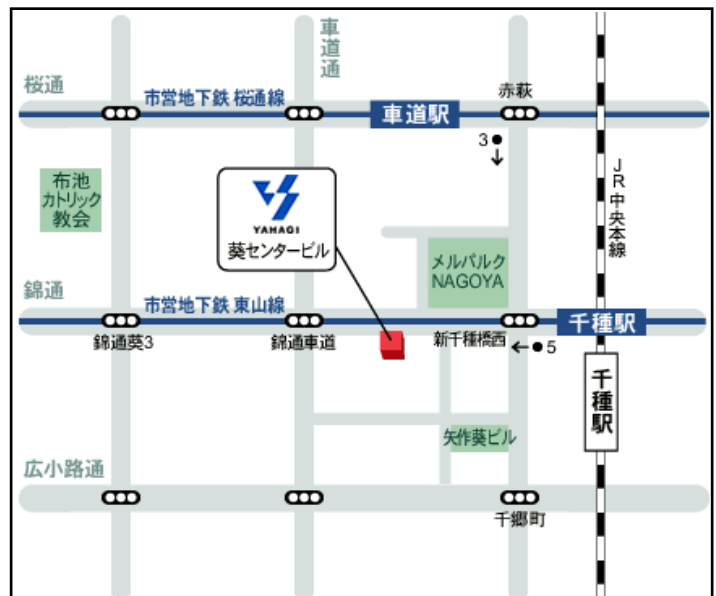 車道通
桜通
市営地下鉄 桜通線
車道駅
赤萩
3
JR中央本線
布池
カトリック
教会
YAHAGI
葵センタービル
メルパルク
NAGOYA
錦通
市営地下鉄 東山線
千種駅
錦通葵3
錦通車道
新千種橋西
5
千種駅
矢作葵ビル
広小路通
千郷町